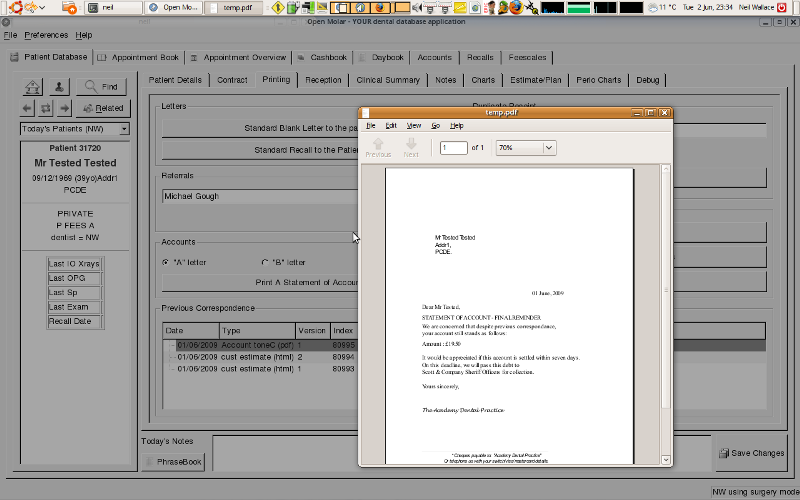 neil
Open Mo...
temp.pdf
11 °C
Tue 2 Jun, 23:34
Neil Wallace
Open Molar - YOUR dental database application
File Preferences Help
Patient Database Appointment Book Appointment Overview Cashbook Daybook Accounts Recalls Feescales
Find
Related
Today's Patients (NW)
Patient 31720
Mr Tested Tested
09/12/1969 (39yo)Addr1
PCDE
PRIVATE
P FEES A
dentist = NW
Last IO Xrays
Last OPG
Last Sp
Last Exam
Recall Date
Patient Details Contract Printing Reception Clinical Summary Notes Charts Estimate/Plan Perio Charts Debug
Letters
Standard Blank Letter to the pa
Standard Recall to the Patie
Referrals
Michael Gough
Accounts
"A" letter "B" letter
Print A Statement of Accou
Previous Correspondence
Date Type Version Index
01/06/2009 Account toneC (pdf) 1 80995
01/06/2009 cust estimate (html) 2 80994
01/06/2009 cust estimate (html) 1 80993
Today's Notes
PhraseBook
Save Changes
NW using surgery mode
temp.pdf
File Edit View Go Help
Previous Next 1 of 1 70%
Mr Tested Tested
Addr1,
PCDE.
01 June, 2009
Dear Mr Tested,
STATEMENT OF ACCOUNT - FINAL REMINDER
We are concerned that despite previous correspondence,
your account still stands as follows.
Amount : £19.50
It would be appreciated if this account is settled within seven days.
On this deadline, we will pass this debt to
Scott & Company Sheriff Officers for collection.
Yours sincerely,
The Academy Dental Practice
* Cheques payable to "Academy Dental Practice"
Or telephone us with your switch/visa/mastercard details